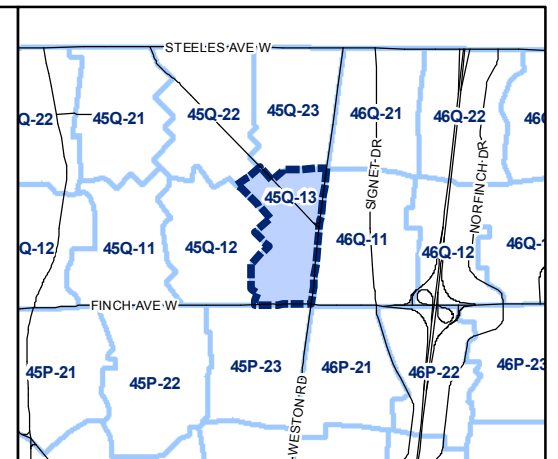 STEELES AVE W
Q-22
45Q-21
45Q-22
45Q-23
46Q-21
46Q-22
SIGNET DR
NORFINCH DR
45Q-13
Q-12
45Q-11
45Q-12
46Q-11
46Q-12
46Q-1
FINCH AVE W
45P-21
45P-22
45P-23
46P-21
46P-22
46P-23
WESTON RD